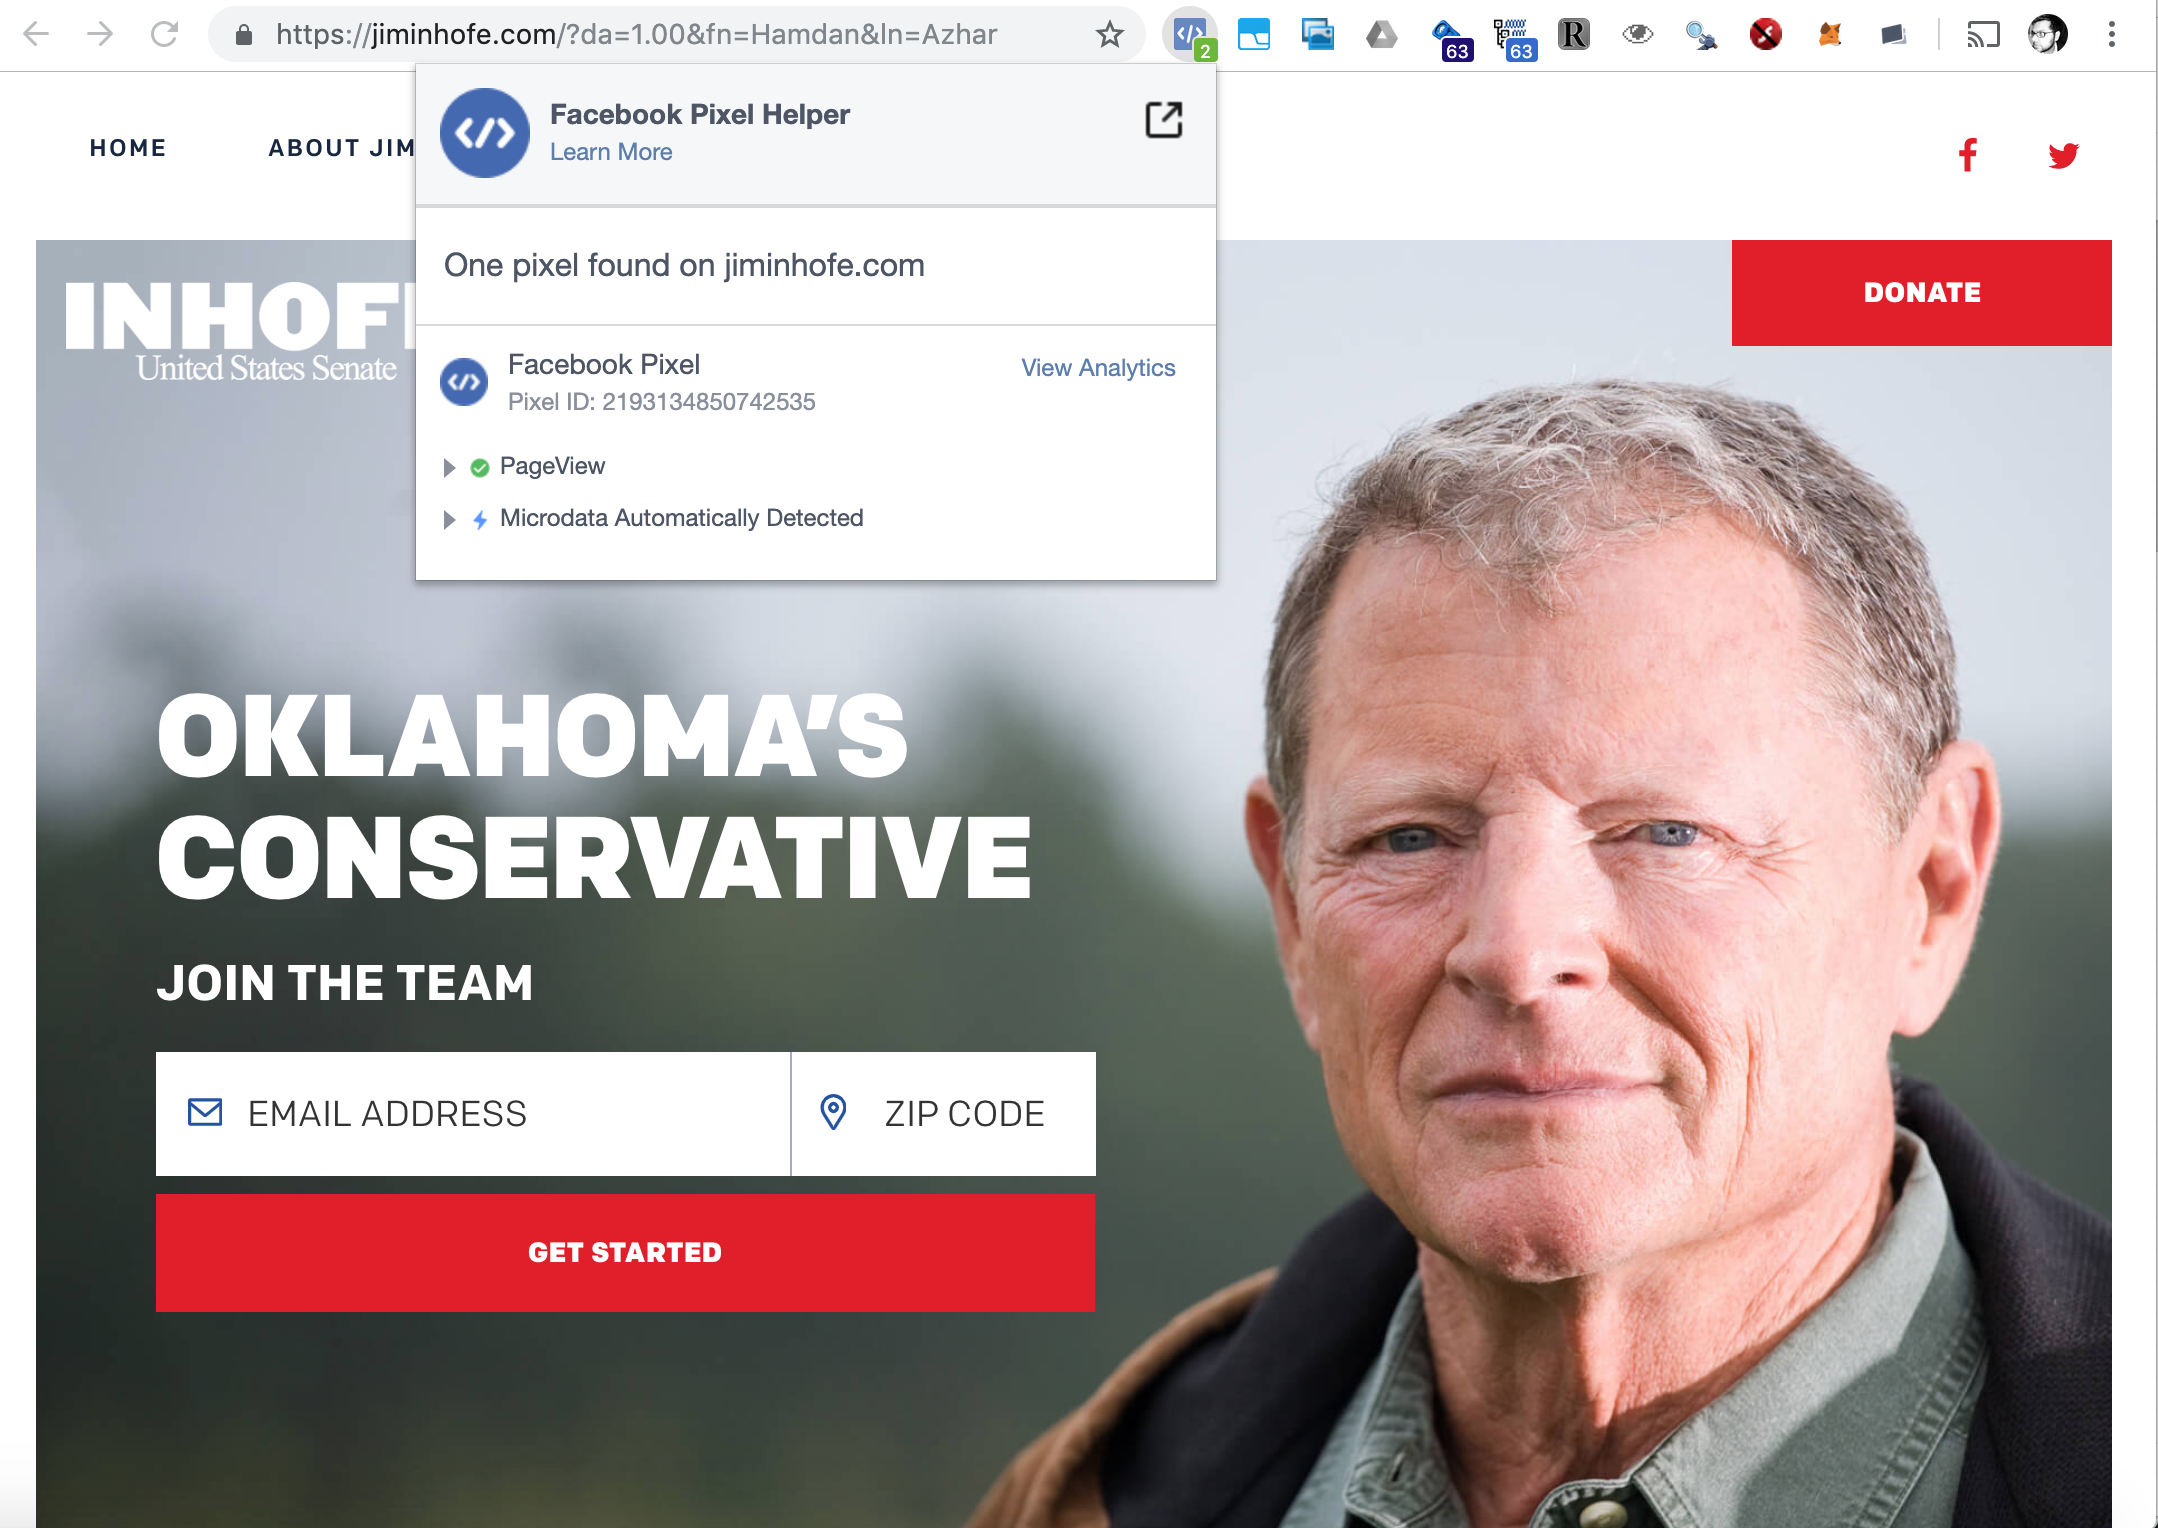 https://jiminhofe.com/?da=1.00&fn=Hamdan&ln=Azhar
2
63
63
R
Facebook Pixel Helper
Learn More
HOME
ABOUT JIM
One pixel found on jiminhofe.com
DONATE
INHOF
United States Senate
Facebook Pixel
View Analytics
Pixel ID: 2193134850742535
PageView
Microdata Automatically Detected
OKLAHOMA'S
CONSERVATIVE
JOIN THE TEAM
EMAIL ADDRESS
ZIP CODE
GET STARTED